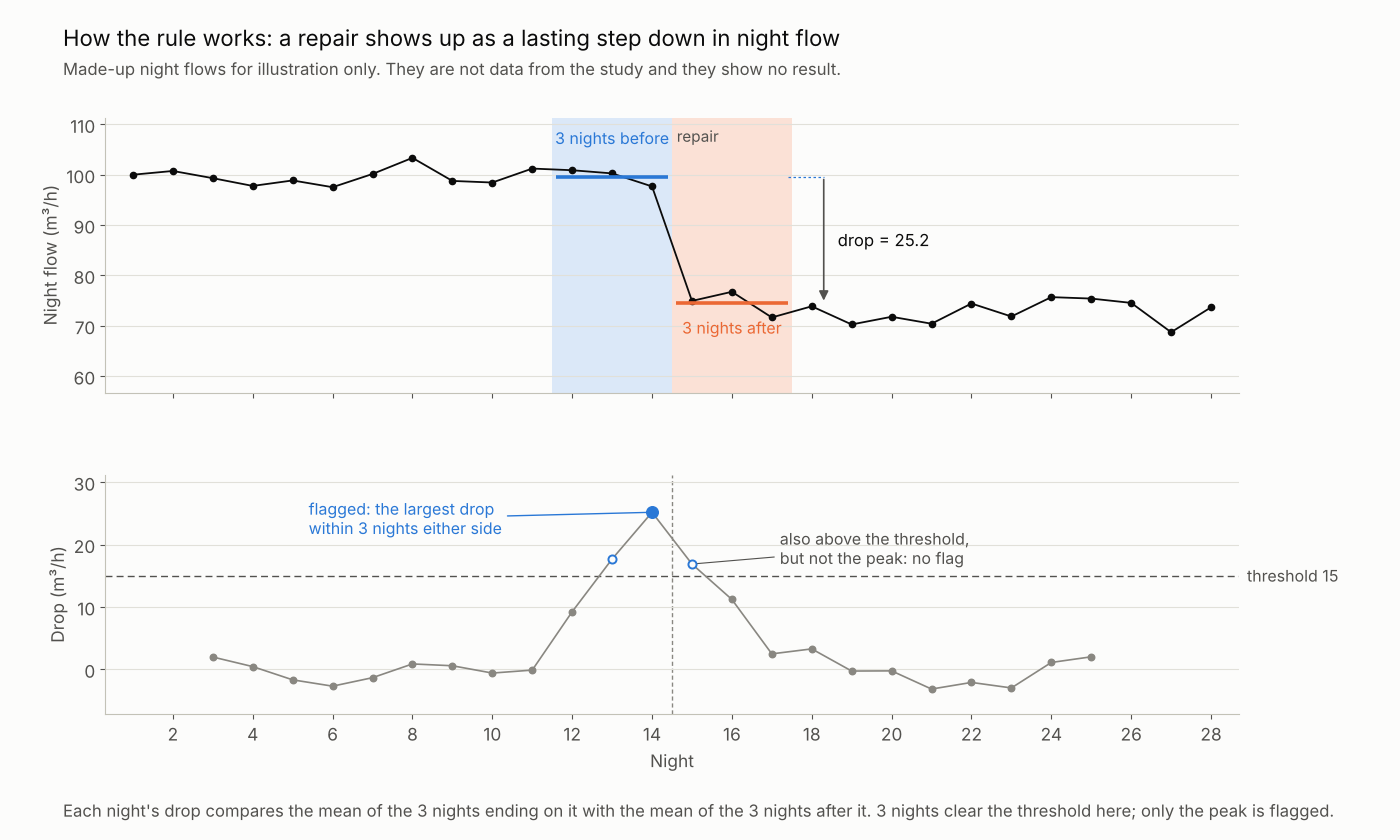 How the rule works: a repair shows up as a lasting step down in night flow
Made-up night flows for illustration only. They are not data from the study and they show no result.
Night flow (m³/h)
110
100
90
80
70
60
3 nights before
repair
drop = 25.2
3 nights after
Drop (m³/h)
30
20
10
0
flagged: the largest drop
within 3 nights either side
also above the threshold,
but not the peak: no flag
threshold 15
2 4 6 8 10 12 14 16 18 20 22 24 26 28
Night
Each night's drop compares the mean of the 3 nights ending on it with the mean of the 3 nights after it. 3 nights clear the threshold here; only the peak is flagged.